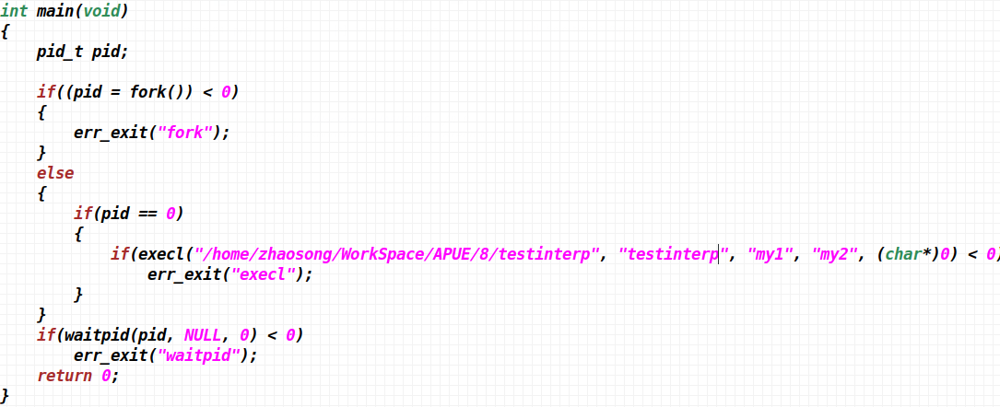 int main(void)
{
    pid_t pid;

    if((pid = fork()) < 0)
    {
        err_exit("fork");
    }
    else
    {
        if(pid == 0)
        {
            if(execl("/home/zhaosong/WorkSpace/APUE/8/testinterp", "testinterp", "my1", "my2", (char*)0) < 0)
                err_exit("execl");
        }
    }
    if(waitpid(pid, NULL, 0) < 0)
        err_exit("waitpid");
    return 0;
}